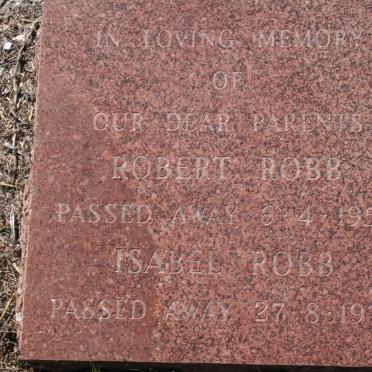 IN LOVING MEMORY
OF
OUR DEAR PARENTS
ROBERT ROBB
PASSED AWAY 6·4·19
ISABEL ROBB
PASSED AWAY 27·8·19